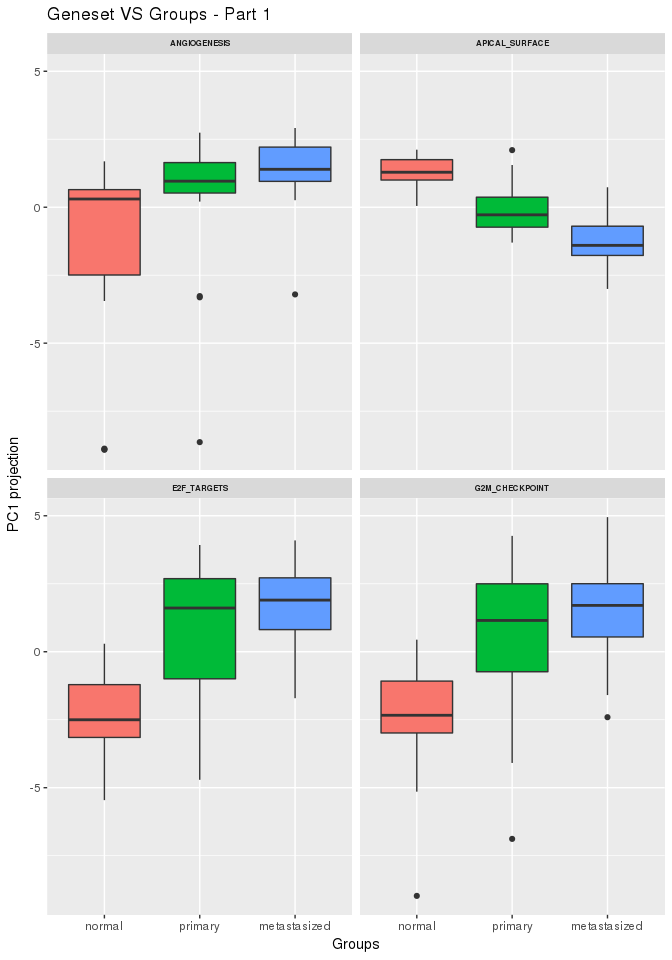 Geneset VS Groups - Part 1
ANGIOGENESIS
APICAL_SURFACE
5
0
-5
PC1 projection
E2F_TARGETS
G2M_CHECKPOINT
5
0
-5
normal primary metastasized
normal primary metastasized
Groups